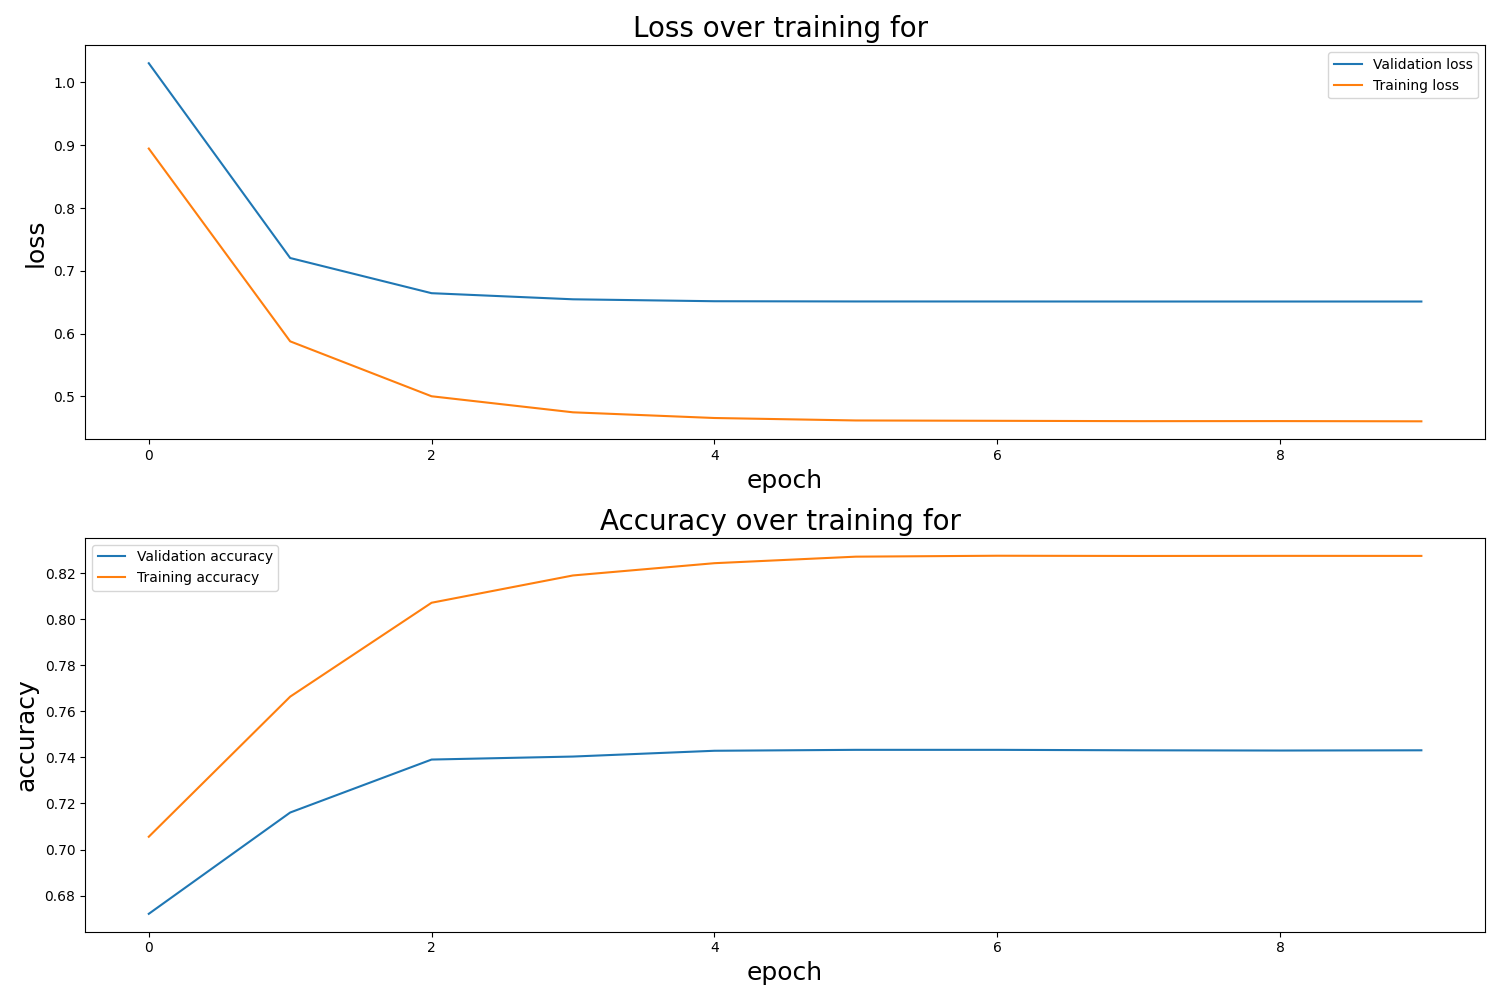 Loss over training for
Validation loss
Training loss
1.0
0.9
0.8
0.7
0.6
0.5
loss
0 2 4 6 8
epoch
Accuracy over training for
Validation accuracy
Training accuracy
0.82
0.80
0.78
0.76
0.74
0.72
0.70
0.68
accuracy
0 2 4 6 8
epoch